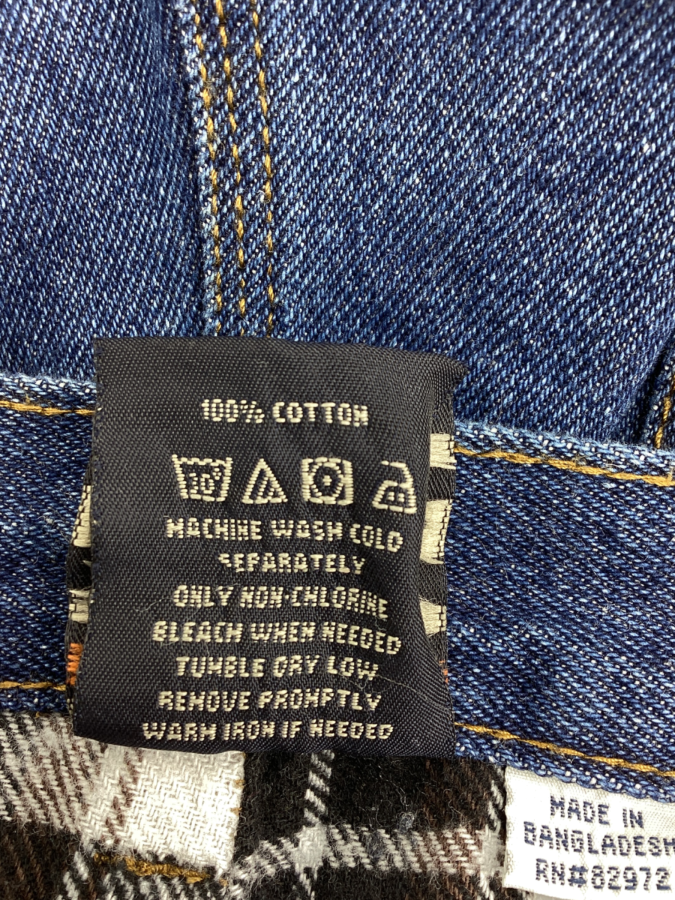 100% COTTON
30°
MACHINE WASH COLD
SEPARATELY
ONLY NON-CHLORINE
BLEACH WHEN NEEDED
TUMBLE DRY LOW
REMOVE PROMPTLY
WARM IRON IF NEEDED
MADE IN
BANGLADESH
RN#82972